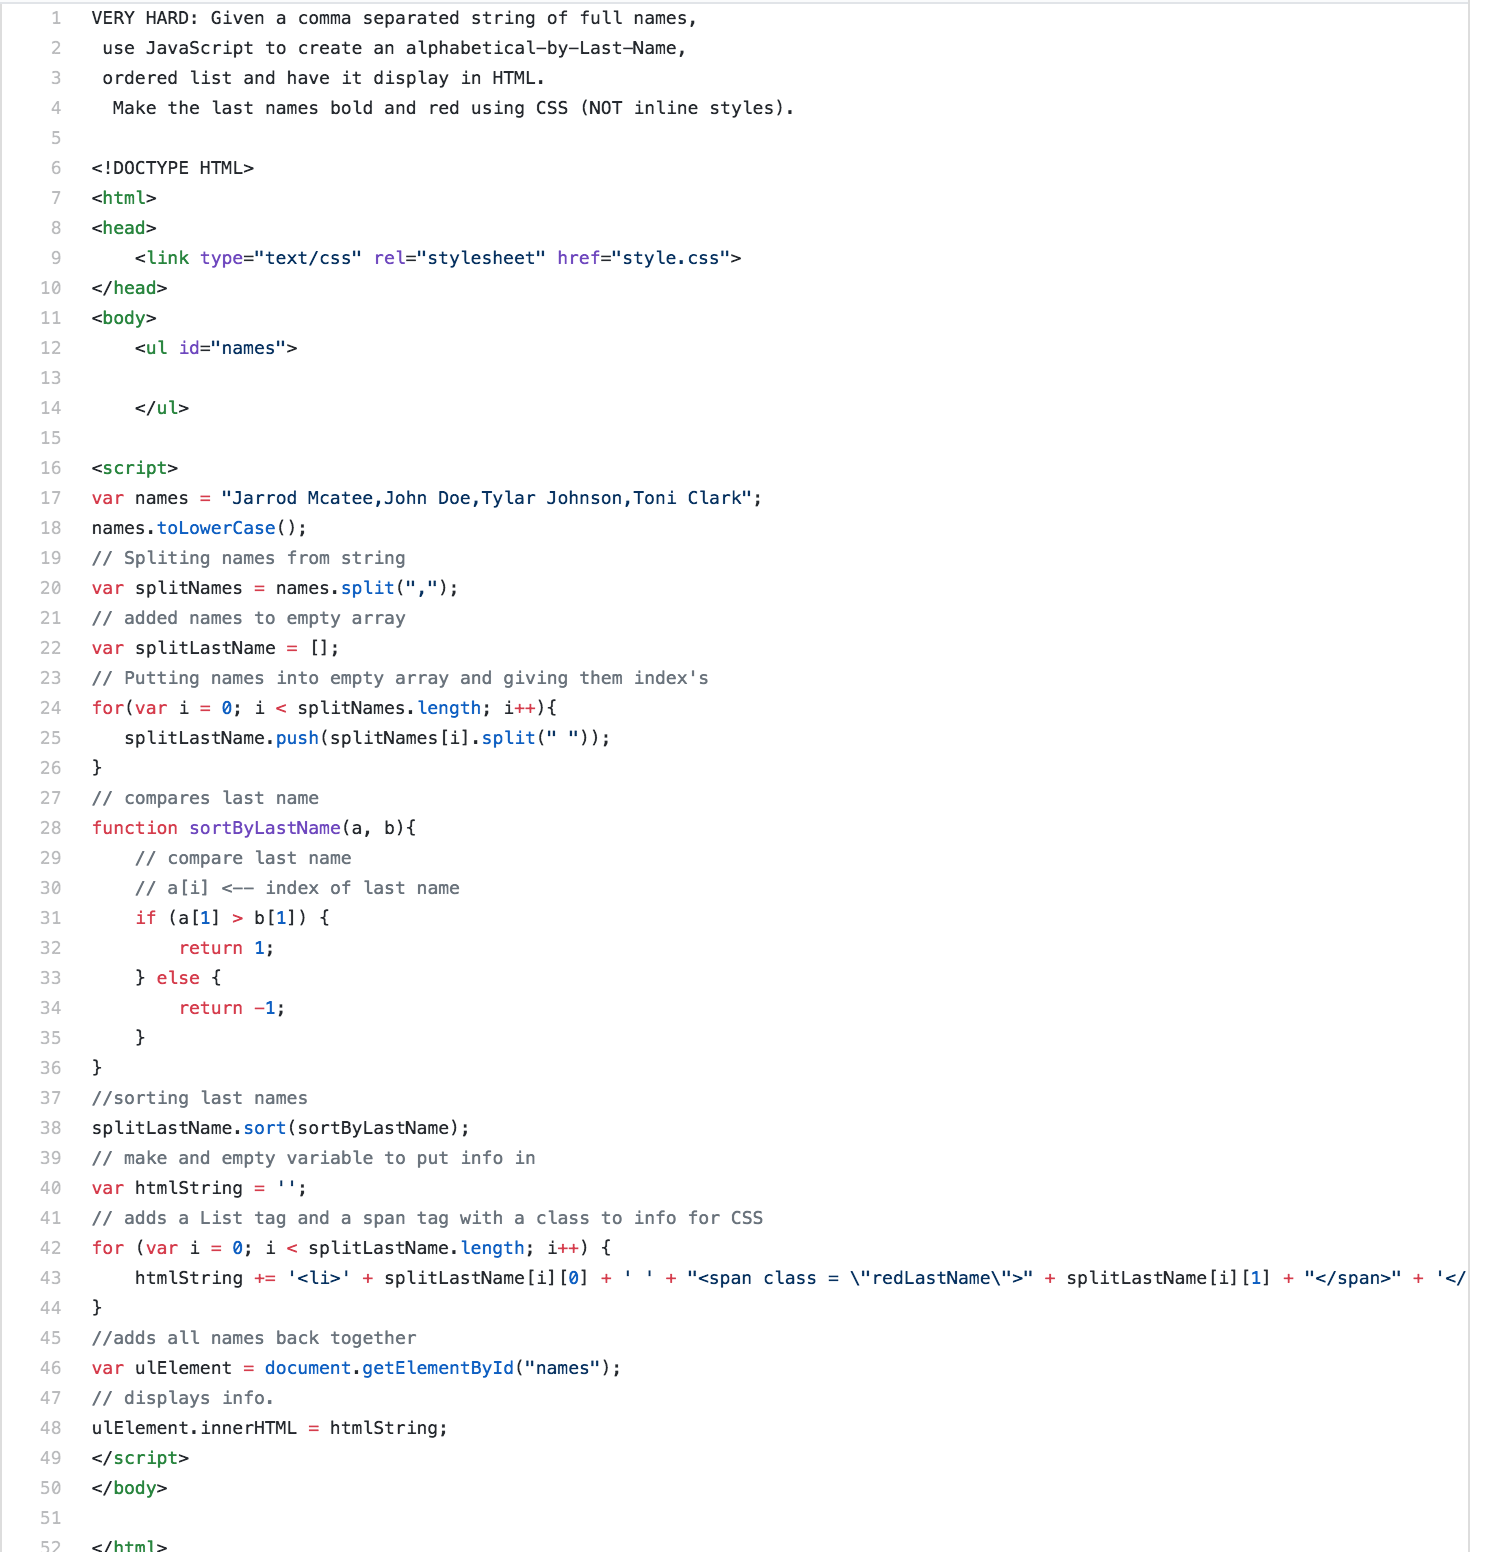 1 VERY HARD: Given a comma separated string of full names,
2  use JavaScript to create an alphabetical-by-Last-Name,
3  ordered list and have it display in HTML.
4   Make the last names bold and red using CSS (NOT inline styles).
5
6 <!DOCTYPE HTML>
7 <html>
8 <head>
9     <link type="text/css" rel="stylesheet" href="style.css">
10 </head>
11 <body>
12     <ul id="names">
13
14     </ul>
15
16 <script>
17 var names = "Jarrod Mcatee,John Doe,Tylar Johnson,Toni Clark";
18 names.toLowerCase();
19 // Spliting names from string
20 var splitNames = names.split(",");
21 // added names to empty array
22 var splitLastName = [];
23 // Putting names into empty array and giving them index's
24 for(var i = 0; i < splitNames.length; i++){
25    splitLastName.push(splitNames[i].split(" "));
26 }
27 // compares last name
28 function sortByLastName(a, b){
29     // compare last name
30     // a[i] <-- index of last name
31     if (a[1] > b[1]) {
32         return 1;
33     } else {
34         return -1;
35     }
36 }
37 //sorting last names
38 splitLastName.sort(sortByLastName);
39 // make and empty variable to put info in
40 var htmlString = '';
41 // adds a List tag and a span tag with a class to info for CSS
42 for (var i = 0; i < splitLastName.length; i++) {
43     htmlString += '<li>' + splitLastName[i][0] + ' ' + "<span class = \"redLastName\">" + splitLastName[i][1] + "</span>" + '</
44 }
45 //adds all names back together
46 var ulElement = document.getElementById("names");
47 // displays info.
48 ulElement.innerHTML = htmlString;
49 </script>
50 </body>
51
52 </html>